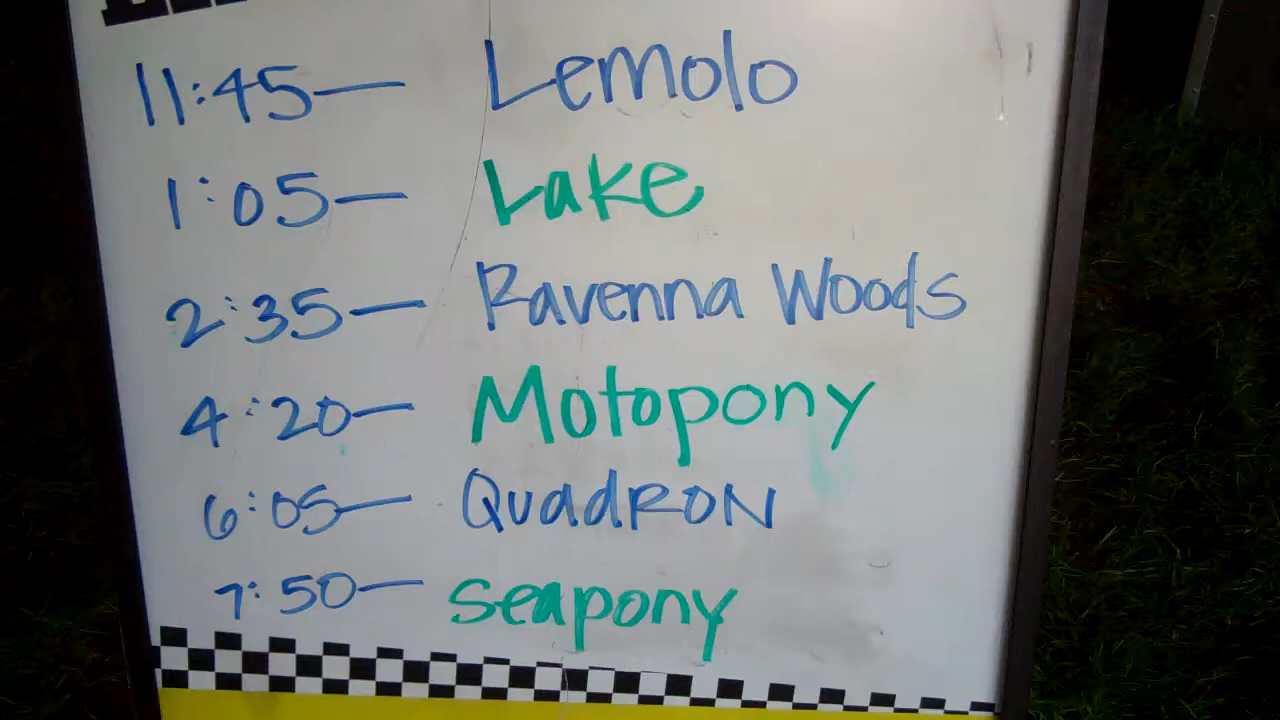 11:45— Lemolo
1:05— Lake
2:35— Ravenna Woods
4:20— Motopony
6:05— QuadRON
7:50— Seapony